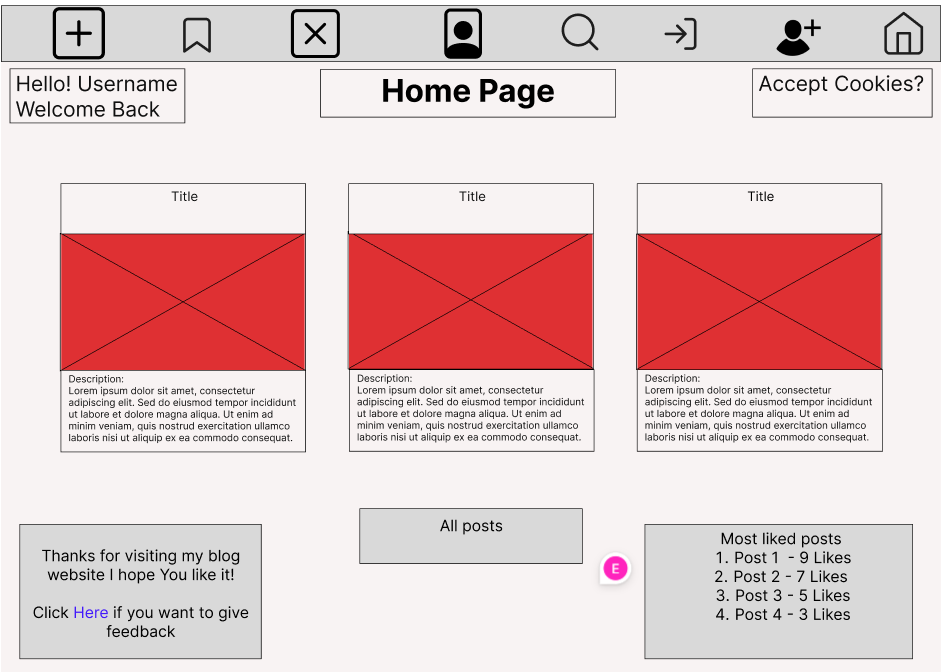 Hello! Username
Welcome Back
Home Page
Accept Cookies?
Title
Description:
Lorem ipsum dolor sit amet, consectetur
adipiscing elit. Sed do eiusmod tempor incididunt
ut labore et dolore magna aliqua. Ut enim ad
minim veniam, quis nostrud exercitation ullamco
laboris nisi ut aliquip ex ea commodo consequat.
Title
Description:
Lorem ipsum dolor sit amet, consectetur
adipiscing elit. Sed do eiusmod tempor incididunt
ut labore et dolore magna aliqua. Ut enim ad
minim veniam, quis nostrud exercitation ullamco
laboris nisi ut aliquip ex ea commodo consequat.
Title
Description:
Lorem ipsum dolor sit amet, consectetur
adipiscing elit. Sed do eiusmod tempor incididunt
ut labore et dolore magna aliqua. Ut enim ad
minim veniam, quis nostrud exercitation ullamco
laboris nisi ut aliquip ex ea commodo consequat.
Thanks for visiting my blog
website I hope You like it!
Click Here if you want to give
feedback
All posts
E
Most liked posts
1. Post 1 - 9 Likes
2. Post 2 - 7 Likes
3. Post 3 - 5 Likes
4. Post 4 - 3 Likes